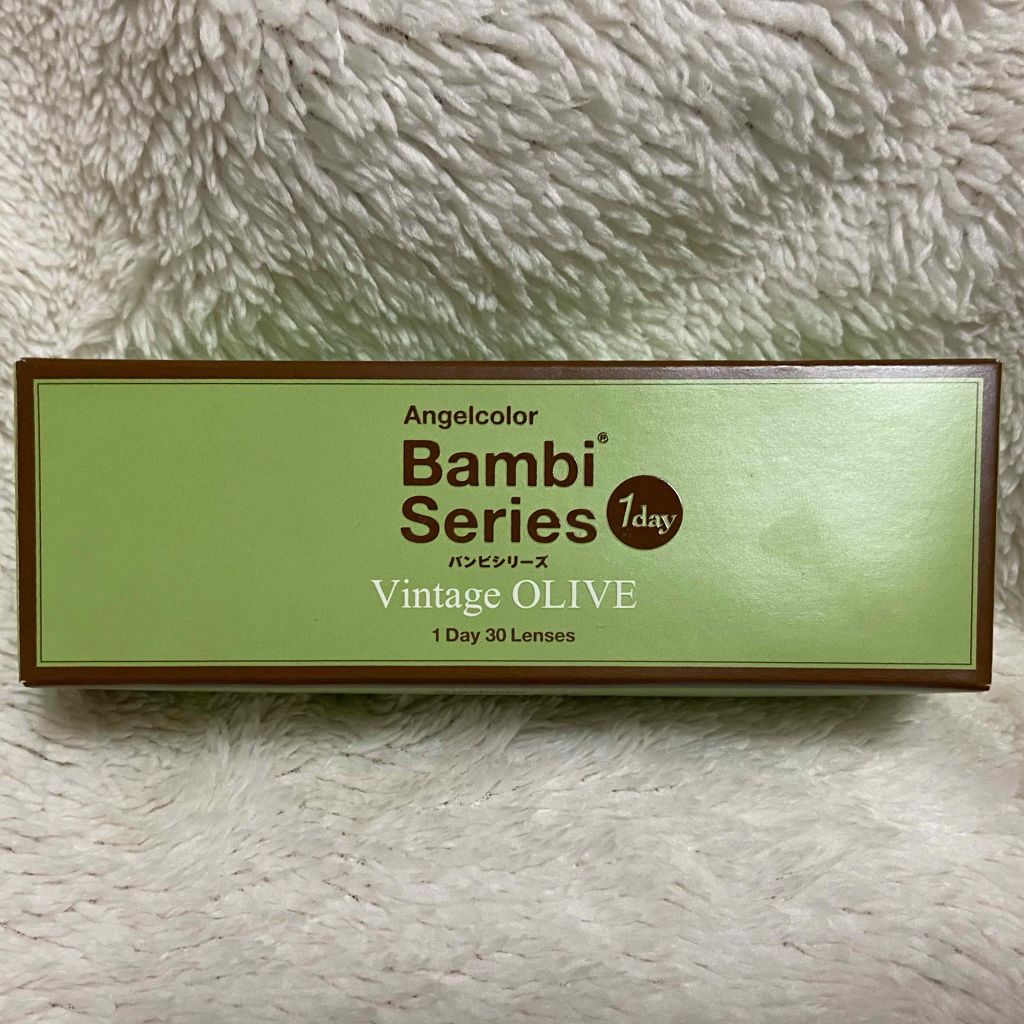 Angelcolor
Bambi®
Series 1day
バンビシリーズ
Vintage OLIVE
1 Day 30 Lenses